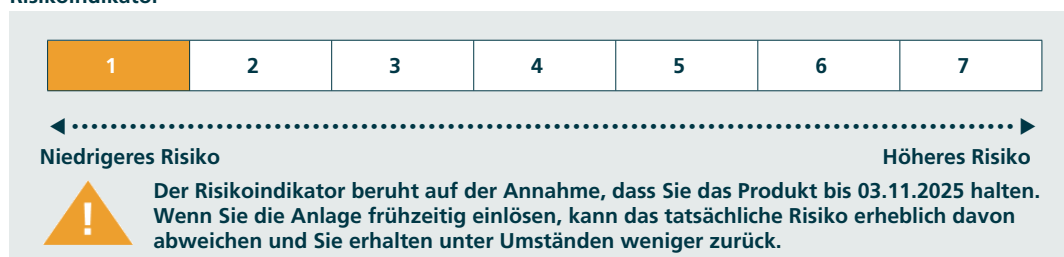 Risikoindikator
1 2 3 4 5 6 7
Niedrigeres Risiko Höheres Risiko
! Der Risikoindikator beruht auf der Annahme, dass Sie das Produkt bis 03.11.2025 halten.
Wenn Sie die Anlage frühzeitig einlösen, kann das tatsächliche Risiko erheblich davon
abweichen und Sie erhalten unter Umständen weniger zurück.